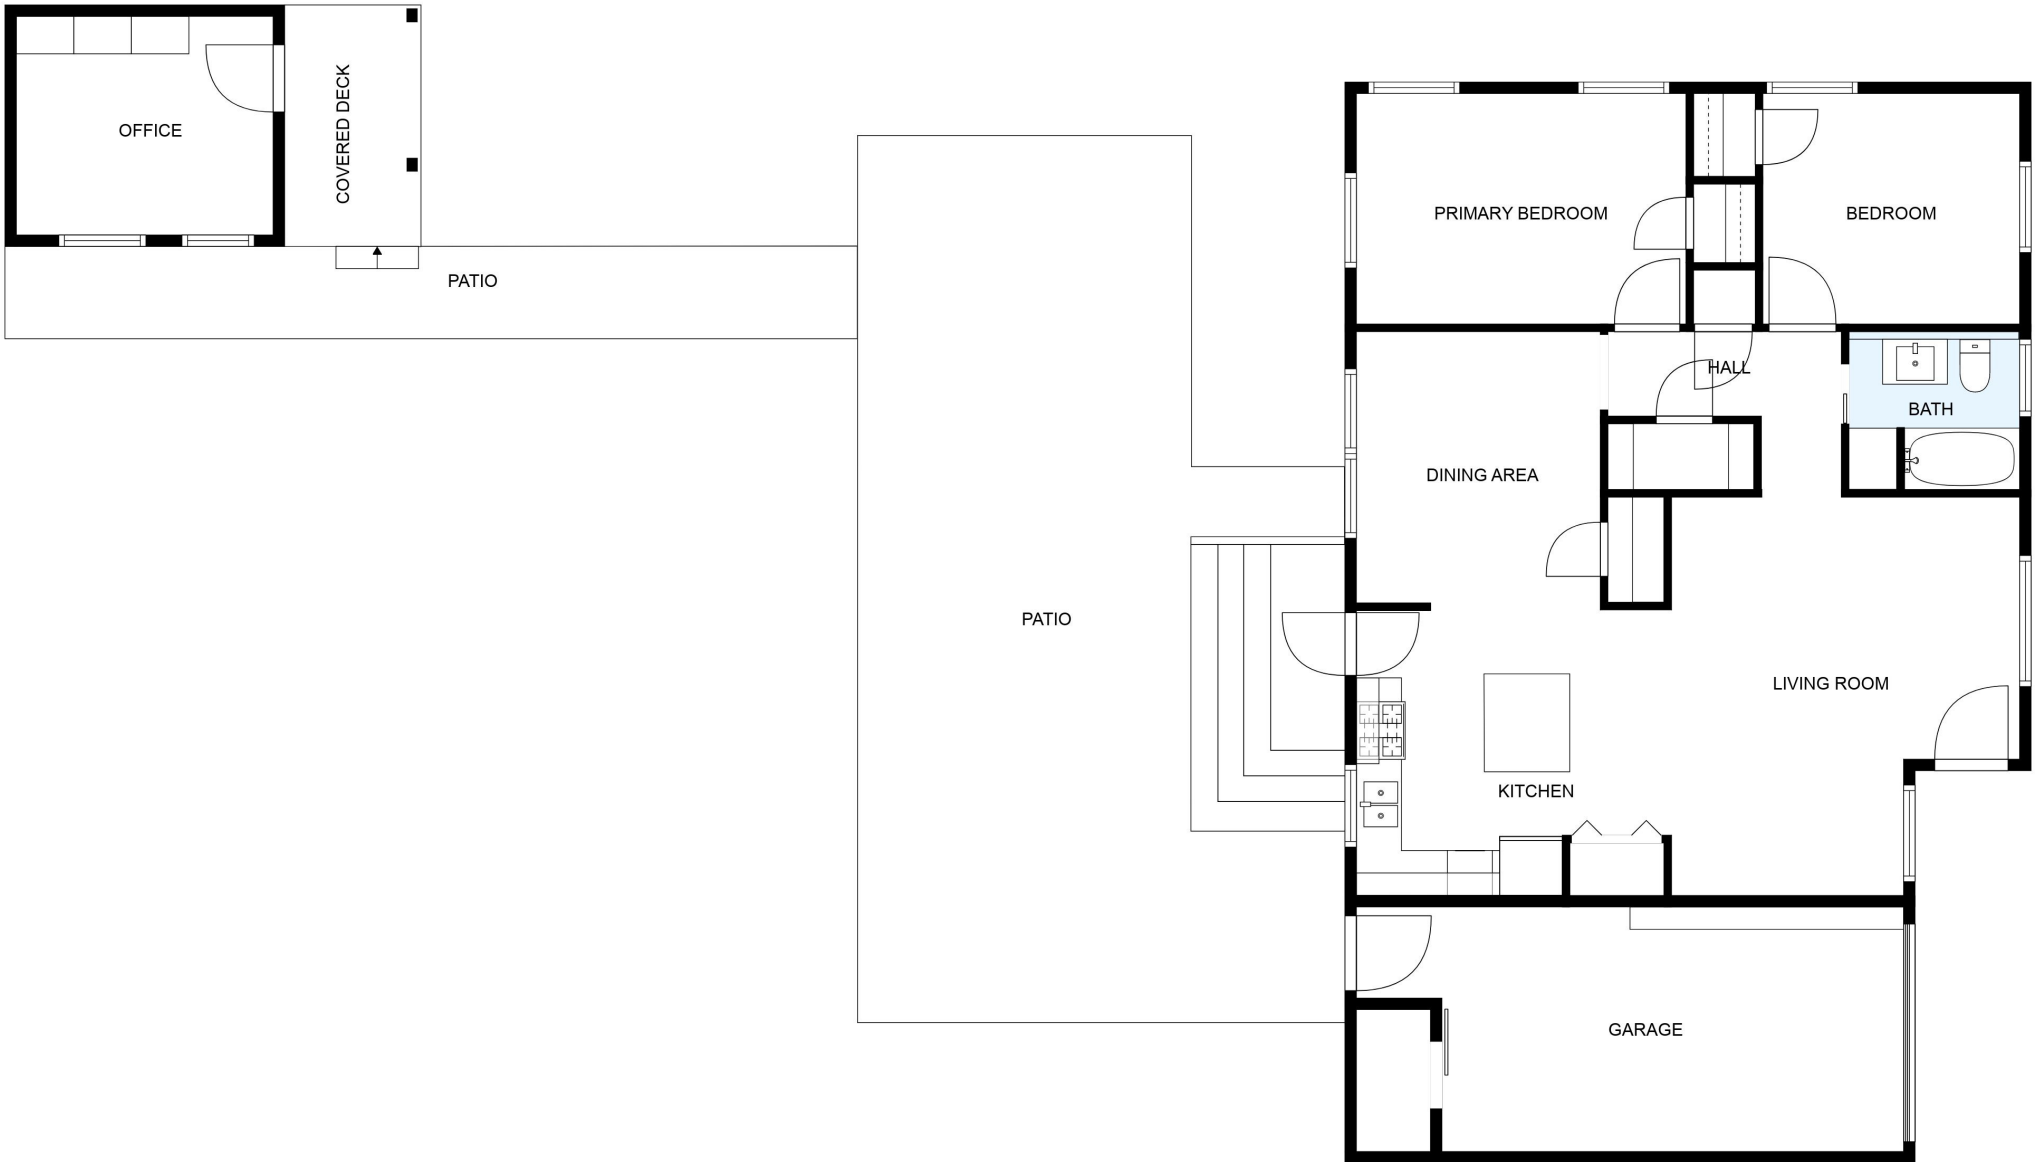 OFFICE
COVERED DECK
PATIO
PRIMARY BEDROOM
BEDROOM
HALL
BATH
DINING AREA
PATIO
LIVING ROOM
KITCHEN
GARAGE